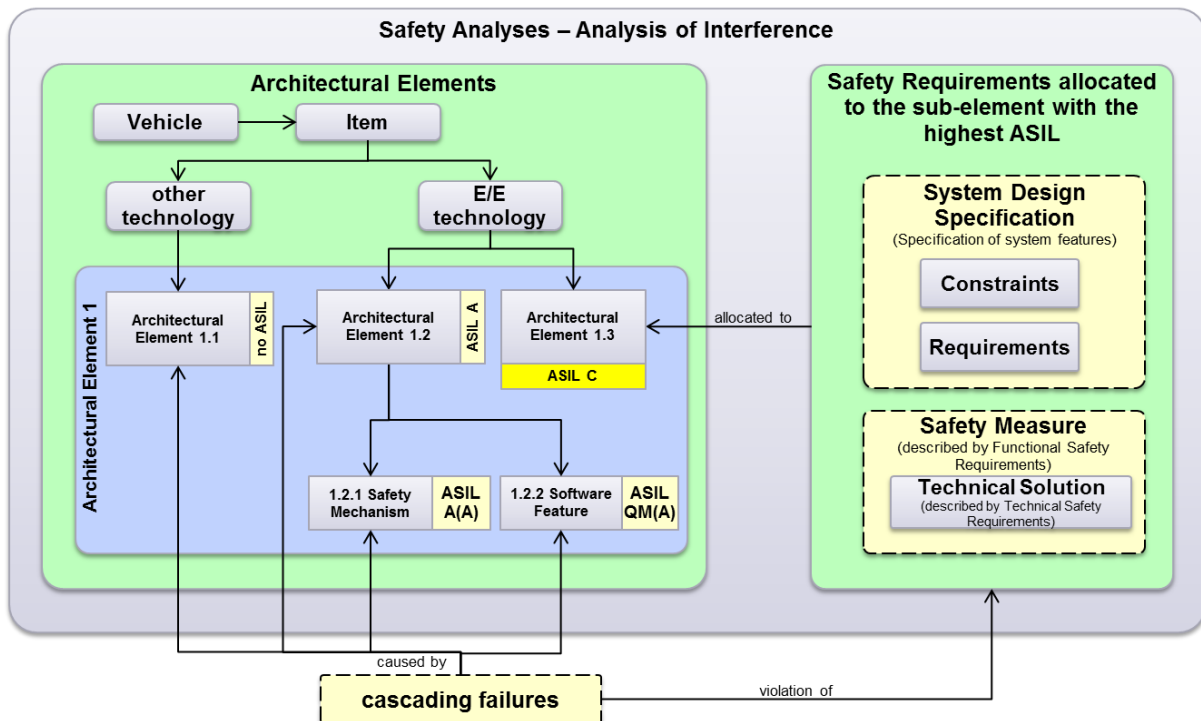 Safety Analyses – Analysis of Interference
Architectural Elements
Vehicle
Item
other
technology
E/E
technology
Architectural Element 1
Architectural
Element 1.1
no ASIL
Architectural
Element 1.2
ASIL A
Architectural
Element 1.3
ASIL C
1.2.1 Safety
Mechanism
ASIL
A(A)
1.2.2 Software
Feature
ASIL
QM(A)
allocated to
Safety Requirements allocated
to the sub-element with the
highest ASIL
System Design
Specification
(Specification of system features)
Constraints
Requirements
Safety Measure
(described by Functional Safety
Requirements)
Technical Solution
(described by Technical Safety
Requirements)
caused by
cascading failures
violation of